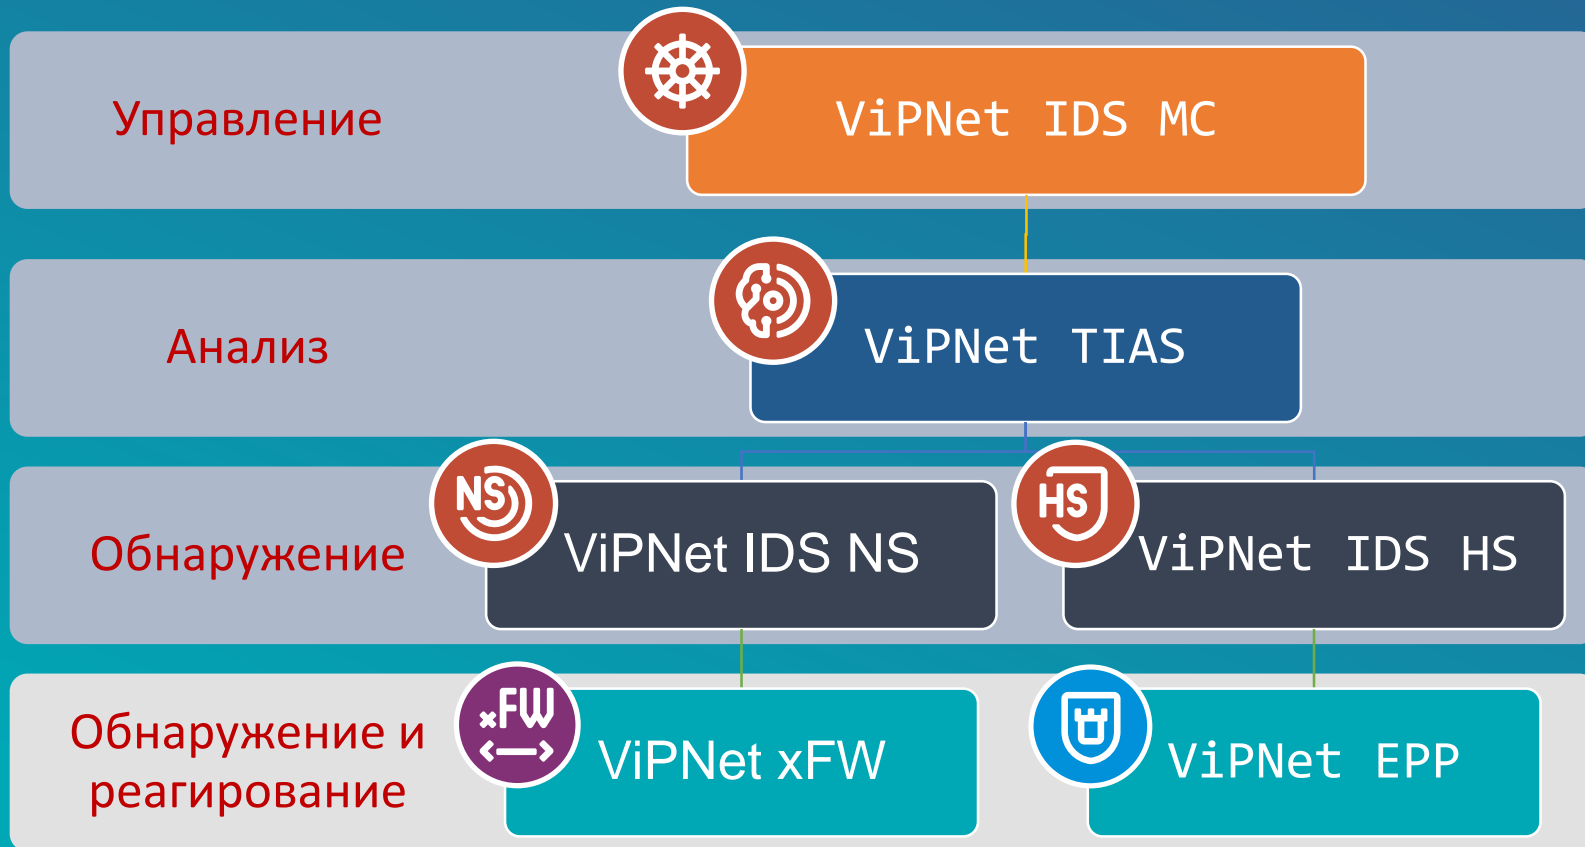 Управление
ViPNet IDS MC
Анализ
ViPNet TIAS
Обнаружение
NS
ViPNet IDS NS
HS
ViPNet IDS HS
Обнаружение и
реагирование
xFW
ViPNet xFW
ViPNet EPP